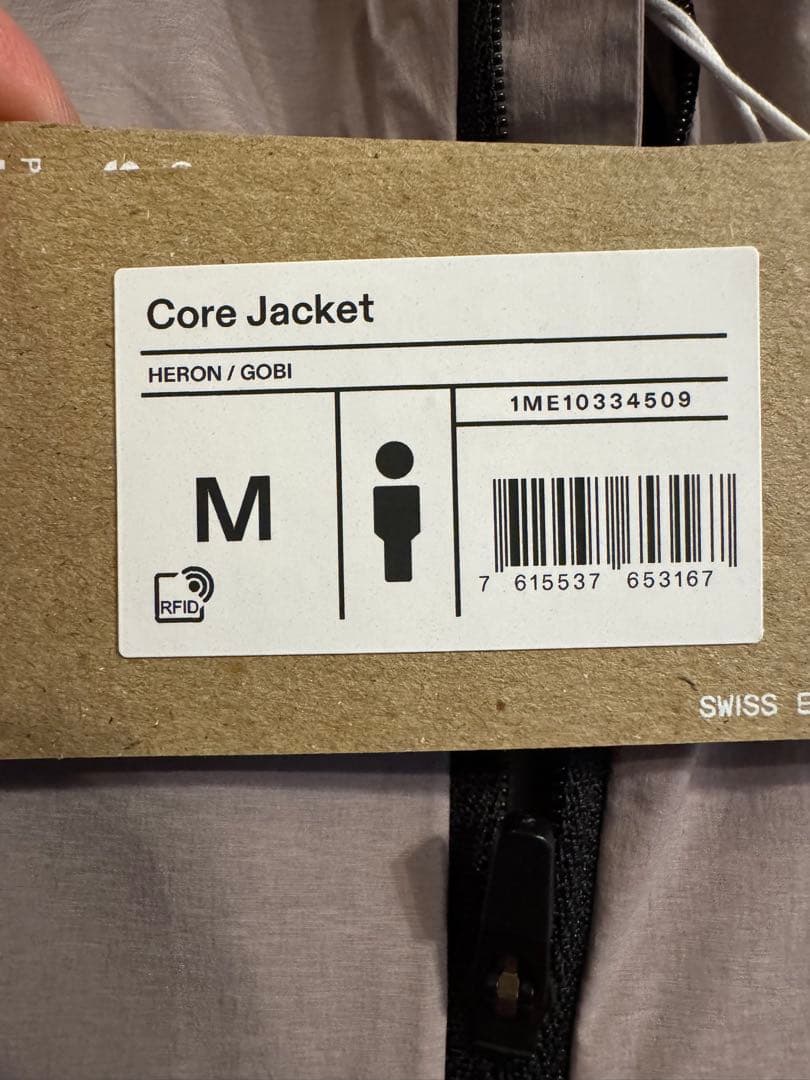 Core Jacket
HERON / GOBI
1ME10334509
M
RFID
7 615537 653167
SWISS